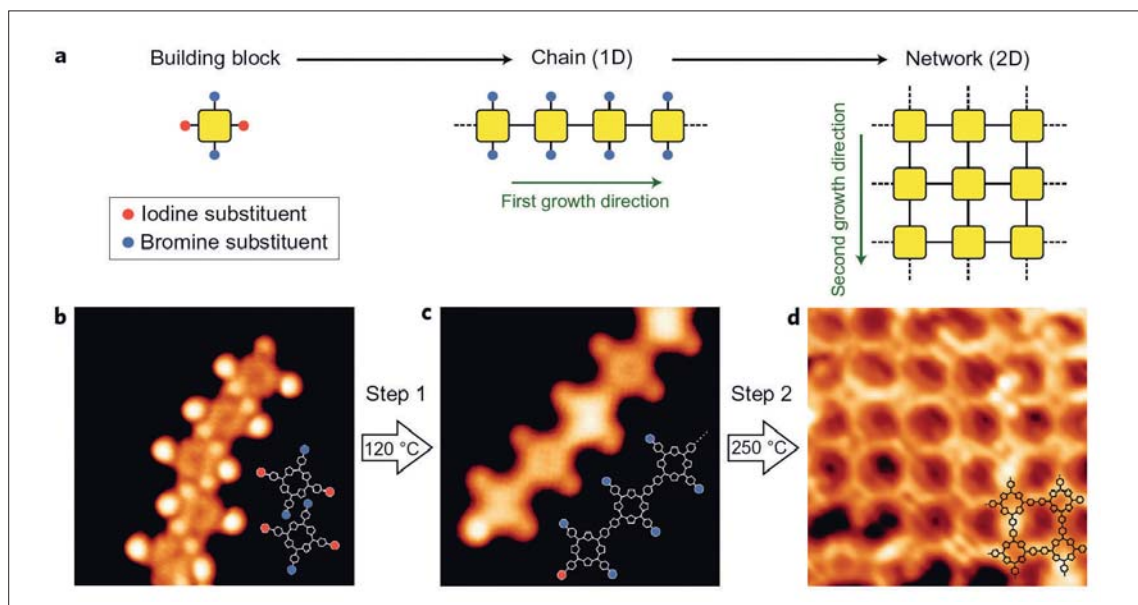 a
Building block
Chain (1D)
Network (2D)
First growth direction
Second growth direction
Iodine substituent
Bromine substituent
b
c
d
Step 1
120 °C
Step 2
250 °C